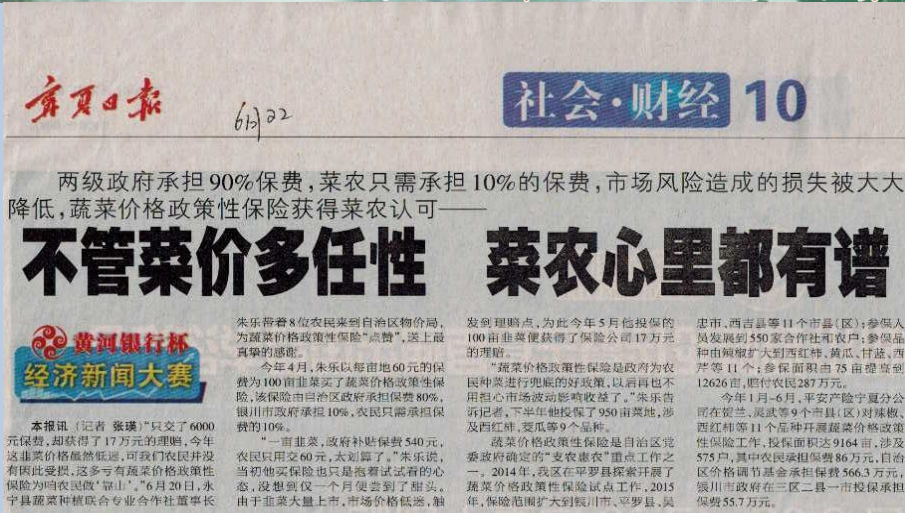 宁夏日报
6月22
社会·财经 10
两级政府承担90%保费，菜农只需承担10%的保费，市场风险造成的损失被大大
降低，蔬菜价格政策性保险获得菜农认可——
不管菜价多任性 菜农心里都有谱
黄河银行杯
经济新闻大赛
本报讯（记者 张瑛）“只交了6000
元保费，却获得了17万元的理赔，今年
这韭菜价格虽然低迷，可我们农民并没
有因此受损，这多亏有蔬菜价格政策性
保险为咱农民做‘靠山’。”6月20日，永
宁县蔬菜种植联合专业合作社董事长
朱乐带着8位农民来到自治区物价局，
为蔬菜价格政策性保险“点赞”，送上最
真挚的感谢。
今年4月，朱乐以每亩地60元的保
费为100亩韭菜买了蔬菜价格政策性保
险，该保险由自治区政府承担保费80%，
银川市政府承担10%，农民只需承担保
费的10%。
“一亩韭菜，政府补贴保费540元，
农民只用交60元，太划算了。”朱乐说，
当初他买保险也只是抱着试试看的心
态，没想到仅一个月便尝到了甜头。
由于韭菜大量上市，市场价格低迷，触
发到理赔点，为此今年5月他投保的
100亩韭菜便获得了保险公司17万元
的理赔。
“蔬菜价格政策性保险是政府为农
民种菜进行兜底的好政策，以后再也不
用担心市场波动影响收益了。”朱乐告
诉记者，下半年他投保了950亩菜地，涉
及西红柿、茭瓜等9个品种。
蔬菜价格政策性保险是自治区党
委政府确定的“支农惠农”重点工作之
一。2014年，我区在平罗县探索开展了
蔬菜价格政策性保险试点工作，2015
年，保险范围扩大到银川市、平罗县、吴
忠市、西吉县等11个市县（区）；参保人
员发展到550家合作社和农户；参保品
种由辣椒扩大到西红柿、黄瓜、甘蓝、西
芹等11个；参保面积由75亩提高到
12626亩，赔付农民287万元。
今年1月-6月，平安产险宁夏分公
司在贺兰、灵武等9个市县（区）对辣椒、
西红柿等11个品种开展蔬菜价格政策
性保险工作，投保面积达9164亩，涉及
575户，其中农民承担保费86万元，自治
区价格调节基金承担保费566.3万元，
银川市政府在三区二县一市投保承担
保费55.7万元。